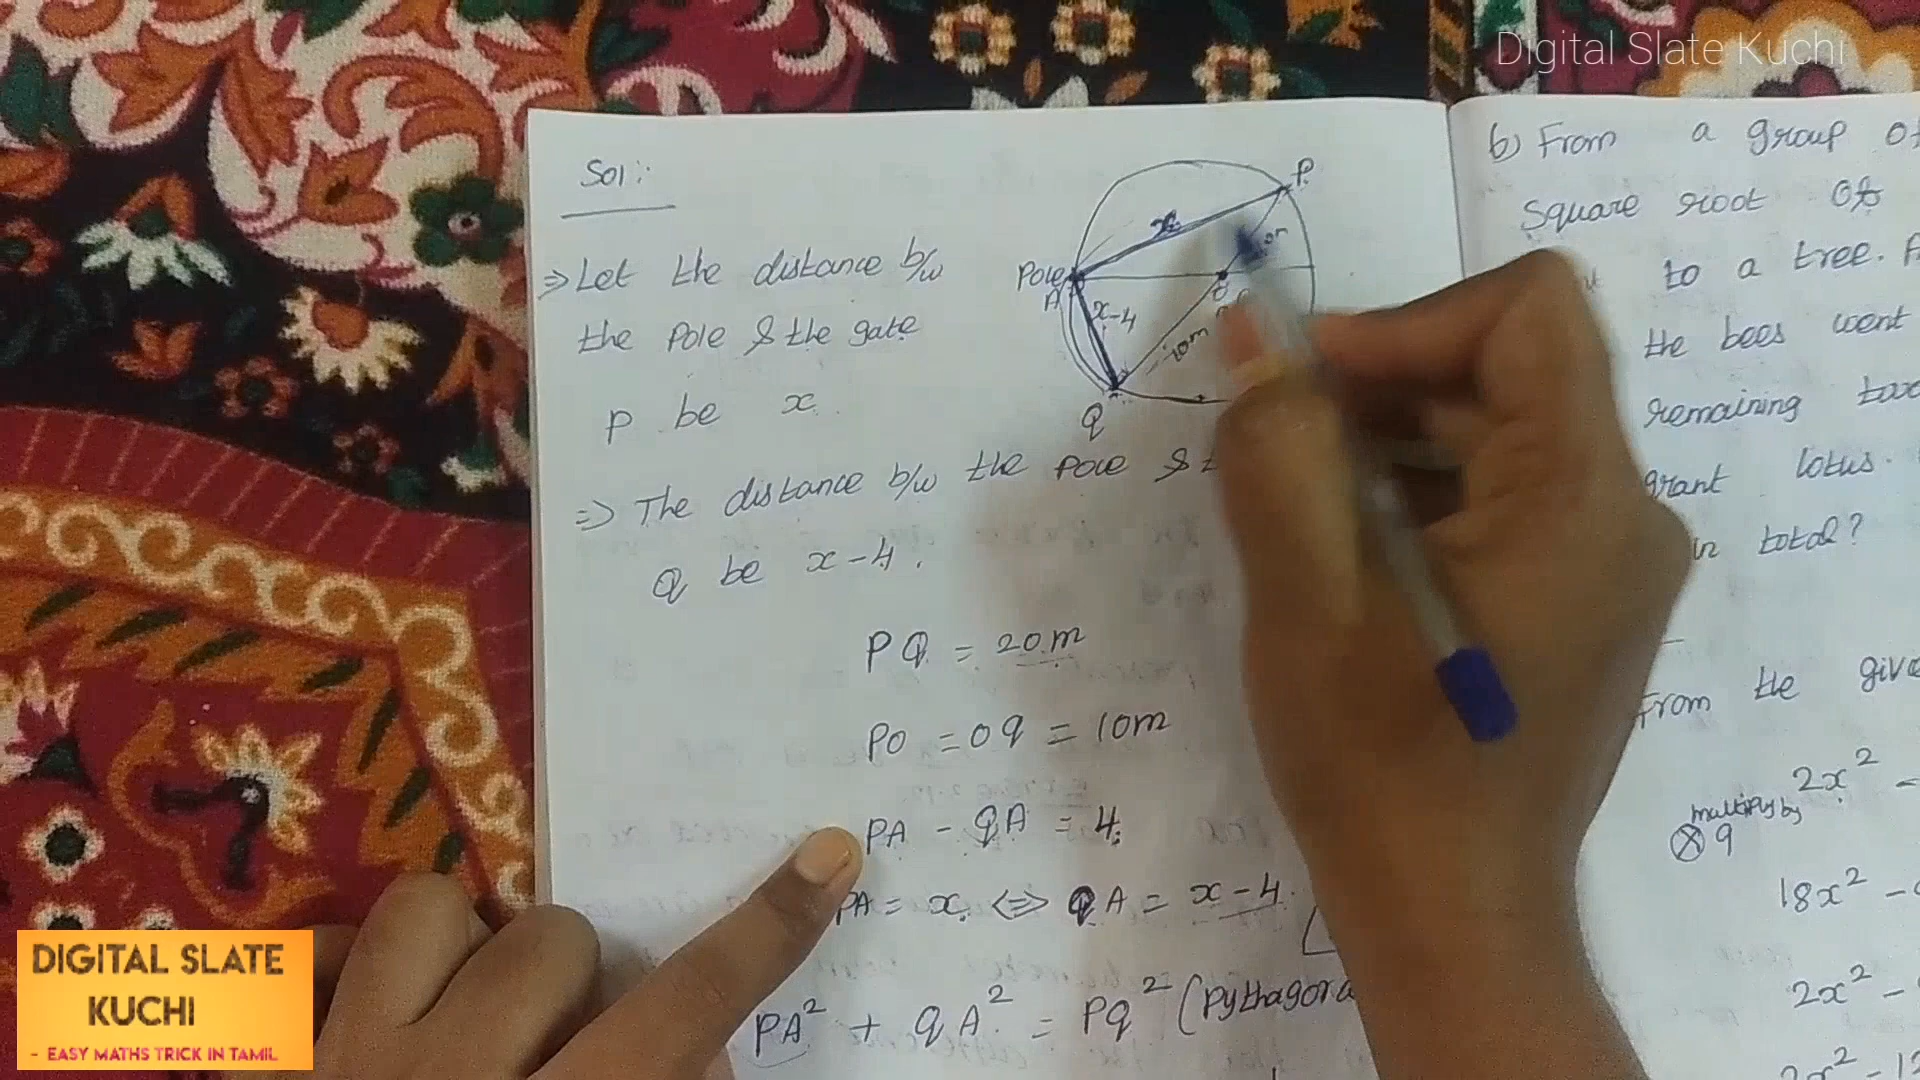 Digital Slate Kuchi
Sol:
⇒ Let the distance b/w
the Pole & the gate
P be x.
⇒ The distance b/w the Pole &
Q be x-4.
PQ = 20m
PO = OQ = 10m
PA - QA = 4.
PA = x. ⇔ QA = x-4.
PA² + QA² = PQ² (Pythagora
P
x
Pole
A
x-4
10m
O
Q
b) From a group of
Square root of
to a tree.
the bees went
remaining
grant lotus.
in total?
From the give
2x² -
multiply by
⊗ 9
18x² -
2x² -
2x² - 1
DIGITAL SLATE
KUCHI
- EASY MATHS TRICK IN TAMIL